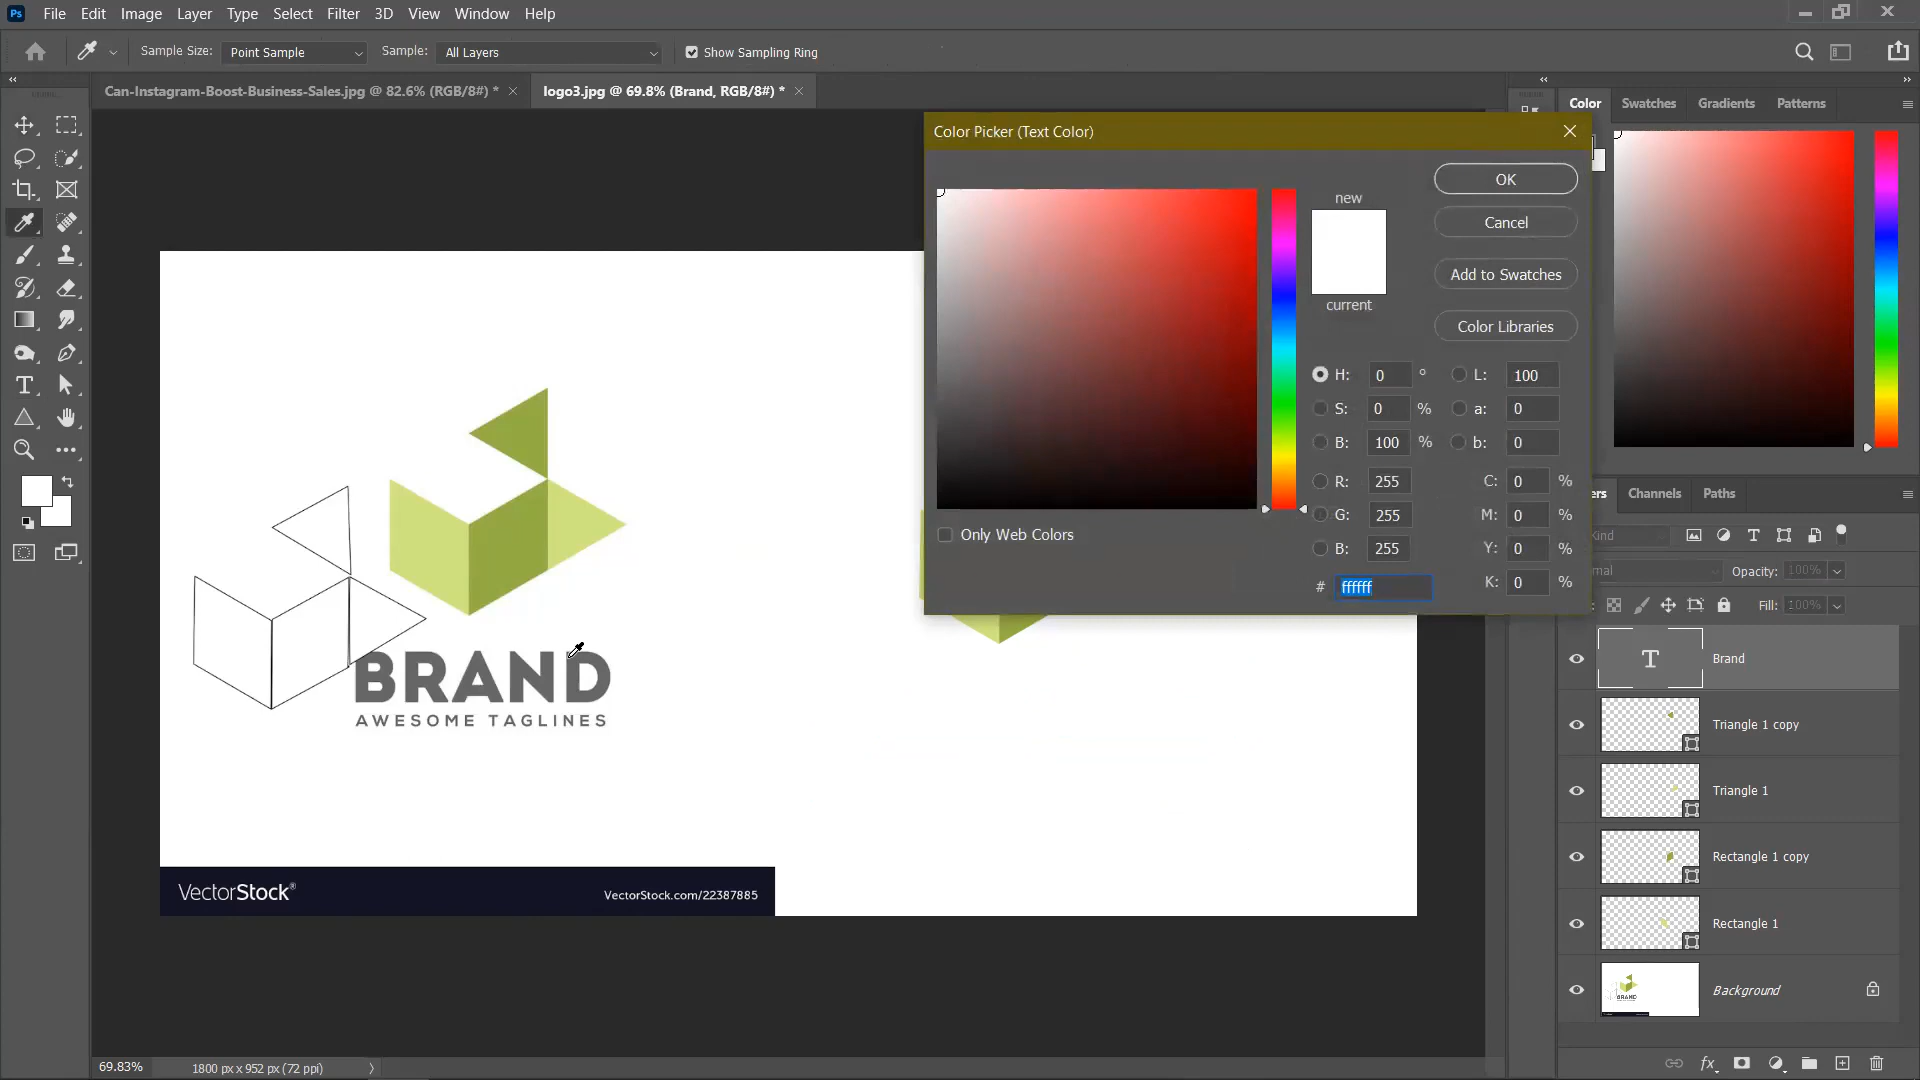 Ps File Edit Image Layer Type Select Filter 3D View Window Help
Sample Size: Point Sample Sample: All Layers Show Sampling Ring
Can-Instagram-Boost-Business-Sales.jpg @ 82.6% (RGB/8#) *
logo3.jpg @ 69.8% (Brand, RGB/8#) *
Color Swatches Gradients Patterns
Color Picker (Text Color)
OK
new
Cancel
Add to Swatches
current
Color Libraries
H: 0 ° L: 100
S: 0 % a: 0
B: 100 % b: 0
R: 255 C: 0 %
G: 255 M: 0 %
Only Web Colors
B: 255 Y: 0 %
# ffffff K: 0 %
Channels Paths
Opacity: 100%
Fill: 100%
BRAND
AWESOME TAGLINES
VectorStock®
VectorStock.com/22387885
T Brand
Triangle 1 copy
Triangle 1
Rectangle 1 copy
Rectangle 1
Background
69.83% 1800 px x 952 px (72 ppi)
fx